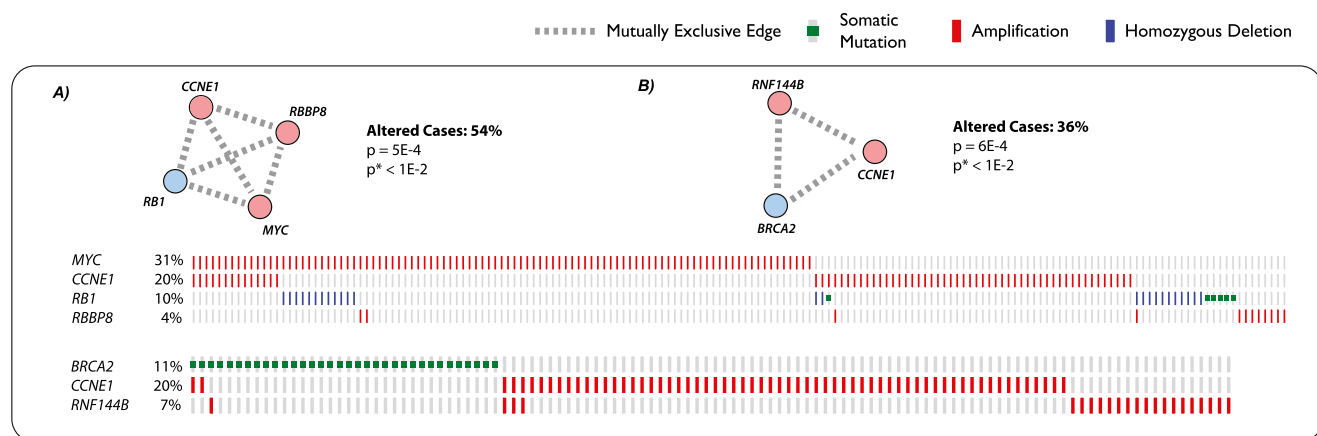 Mutually Exclusive Edge
Somatic
Mutation
Amplification
Homozygous Deletion
A)
CCNE1
RBBP8
RB1
MYC
Altered Cases: 54%
p = 5E-4
p* < 1E-2
B)
RNF144B
CCNE1
BRCA2
Altered Cases: 36%
p = 6E-4
p* < 1E-2
MYC 31%
CCNE1 20%
RB1 10%
RBBP8 4%
BRCA2 11%
CCNE1 20%
RNF144B 7%